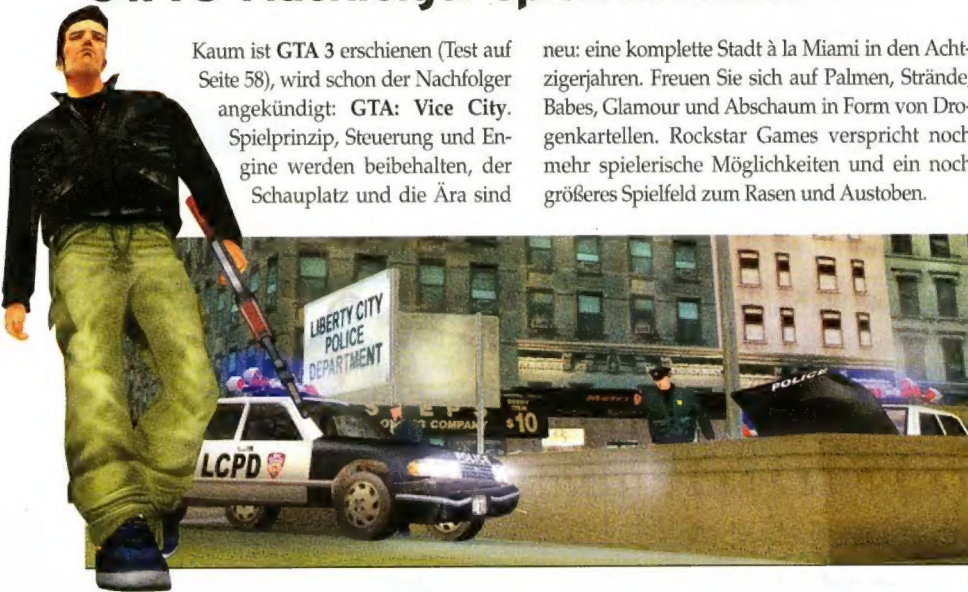 Kaum ist GTA 3 erschienen (Test auf
Seite 58), wird schon der Nachfolger
angekündigt: GTA: Vice City.
Spielprinzip, Steuerung und En-
gine werden beibehalten, der
Schauplatz und die Ära sind
neu: eine komplette Stadt à la Miami in den Acht-
zigerjahren. Freuen Sie sich auf Palmen, Strände,
Babes, Glamour und Abschaum in Form von Dro-
genkartellen. Rockstar Games verspricht noch
mehr spielerische Möglichkeiten und ein noch
größeres Spielfeld zum Rasen und Austoben.
LIBERTY CITY
POLICE
DEPARTMENT
$10
COMPANY
POLICE
LCPD